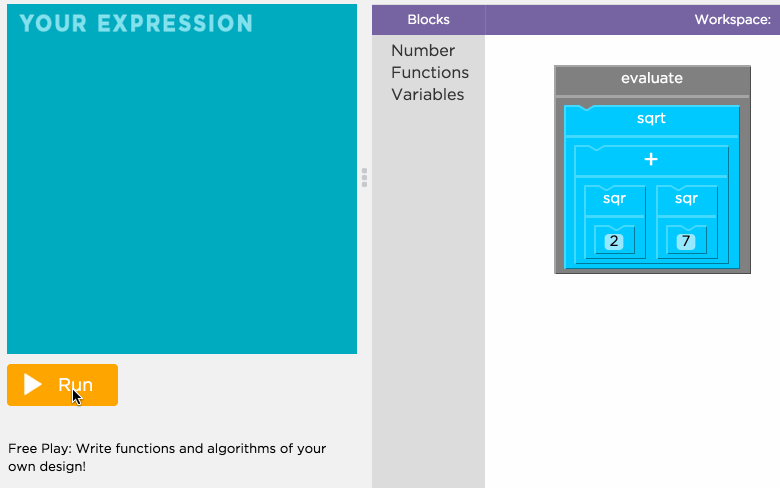 YOUR EXPRESSION
Run
Free Play: Write functions and algorithms of your
own design!
Blocks
Workspace:
Number
Functions
Variables
evaluate
sqrt
+
sqr sqr
2 7